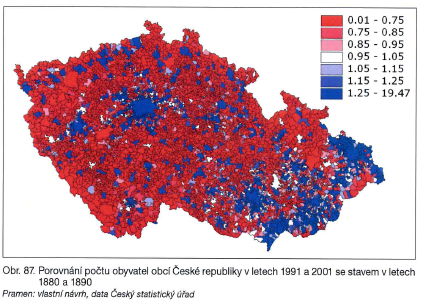 0.01 - 0.75
0.75 - 0.85
0.85 - 0.95
0.95 - 1.05
1.05 - 1.15
1.15 - 1.25
1.25 - 19.47
Obr. 87. Porovnání počtu obyvatel obcí České republiky v letech 1991 a 2001 se stavem v letech
1880 a 1890
Pramen: vlastní návrh, data Český statistický úřad